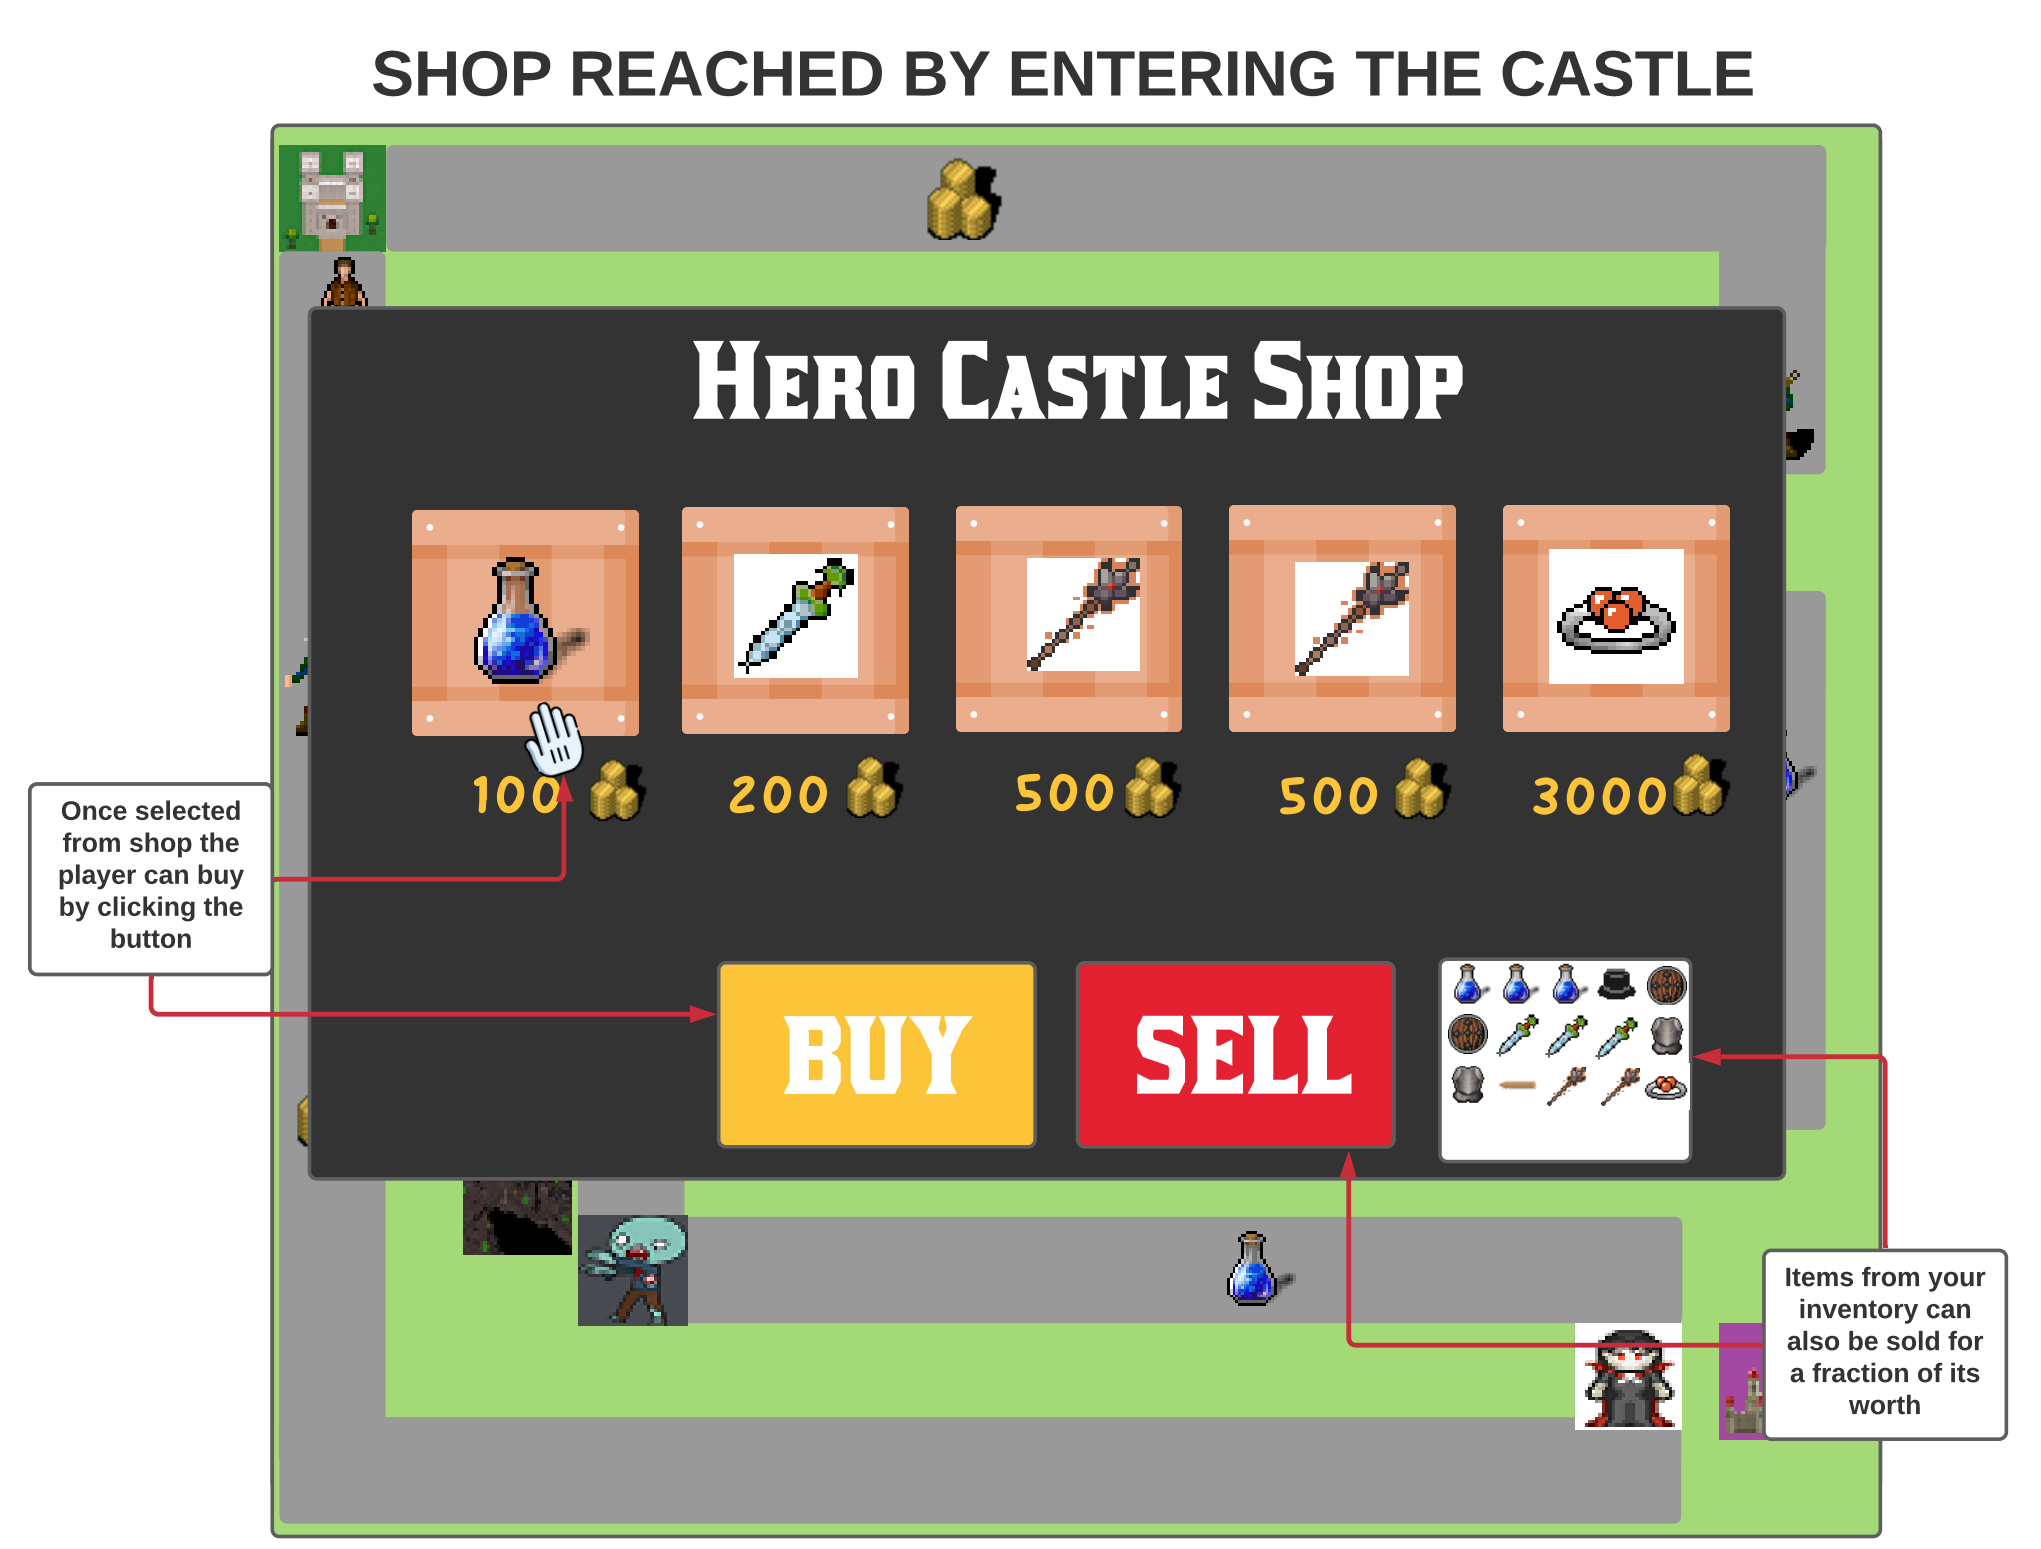 SHOP REACHED BY ENTERING THE CASTLE
HERO CASTLE SHOP
100
200
500
500
3000
Once selected
from shop the
player can buy
by clicking the
button
BUY
SELL
Items from your
inventory can
also be sold for
a fraction of its
worth